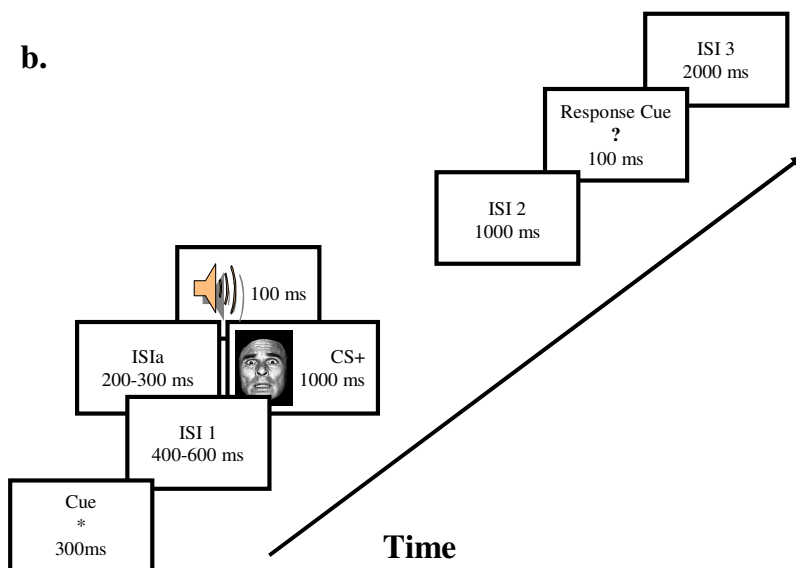 b.
ISI 3
2000 ms
Response Cue
?
100 ms
ISI 2
1000 ms
100 ms
ISIa
200-300 ms
CS+
1000 ms
ISI 1
400-600 ms
Cue
*
300ms
Time